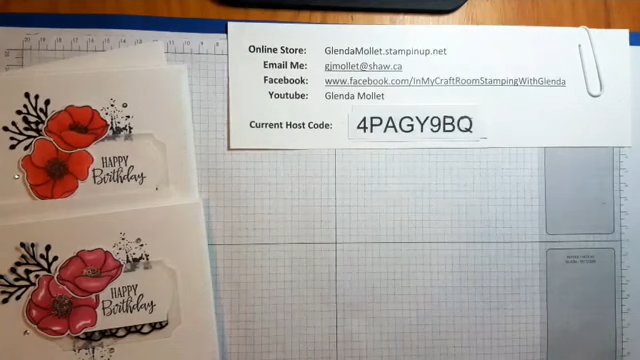 Online Store: GlendaMollet.stampinup.net
Email Me: gjmollet@shaw.ca
Facebook: www.facebook.com/InMyCraftRoomStampingWithGlenda
Youtube: Glenda Mollet
Current Host Code: 4PAGY9BQ
HAPPY
Birthday
HAPPY
Birthday